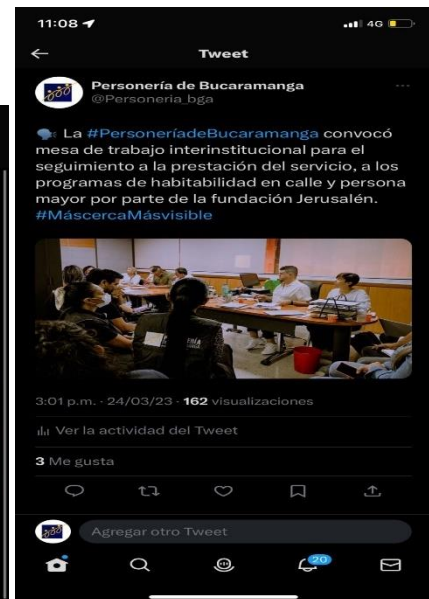 11:08
4G
Tweet
Personería de Bucaramanga
@Personeria_bga
La #PersoneríadeBucaramanga convocó
mesa de trabajo interinstitucional para el
seguimiento a la prestación del servicio, a los
programas de habitabilidad en calle y persona
mayor por parte de la fundación Jerusalén.
#MáscercaMásvisible
3:01 p.m. · 24/03/23 · 162 visualizaciones
Ver la actividad del Tweet
3 Me gusta
Agregar otro Tweet
20